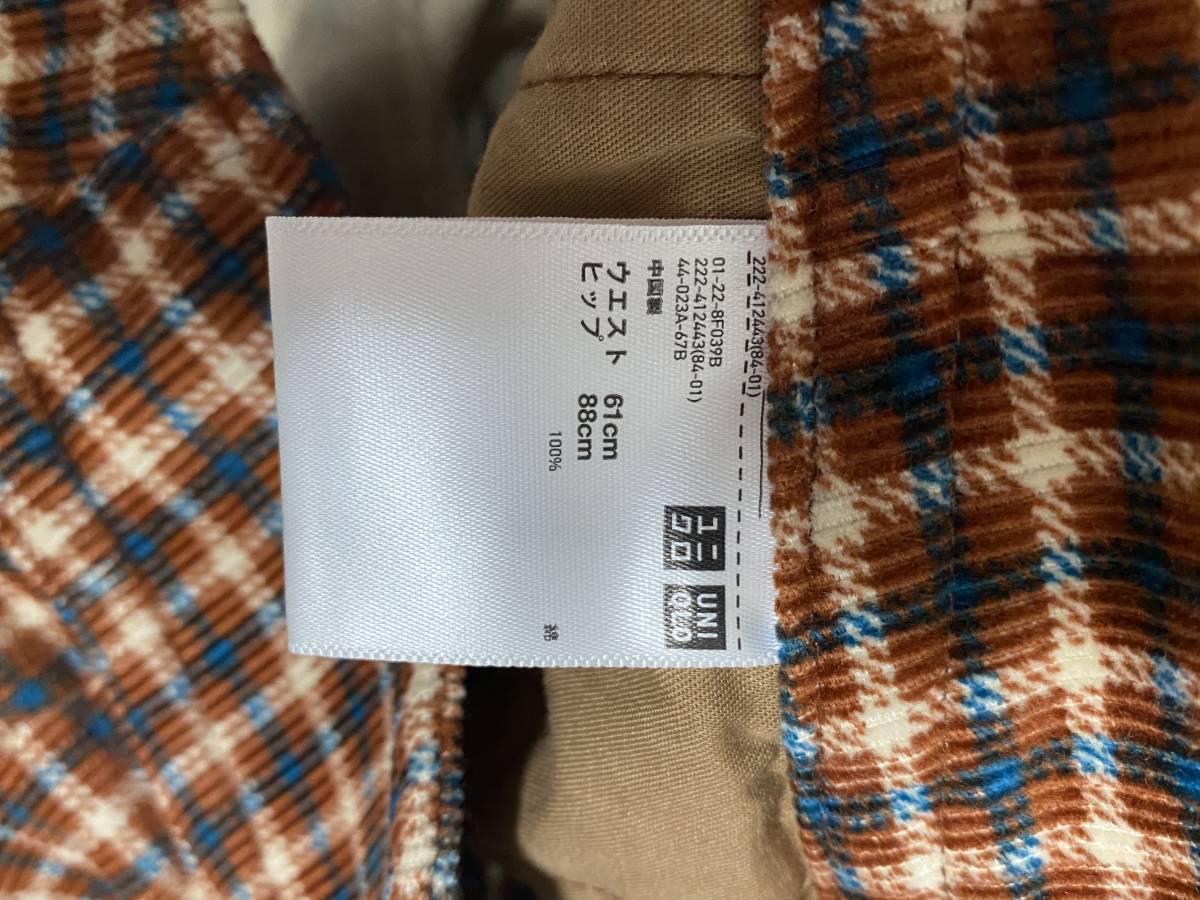 222-412443(84-01)
01-22-8F039B
222-412443(84-01)
44-023A-67B
中国製
ユニクロ
UNIQLO
ウエスト 61cm
ヒップ 88cm
綿 100%